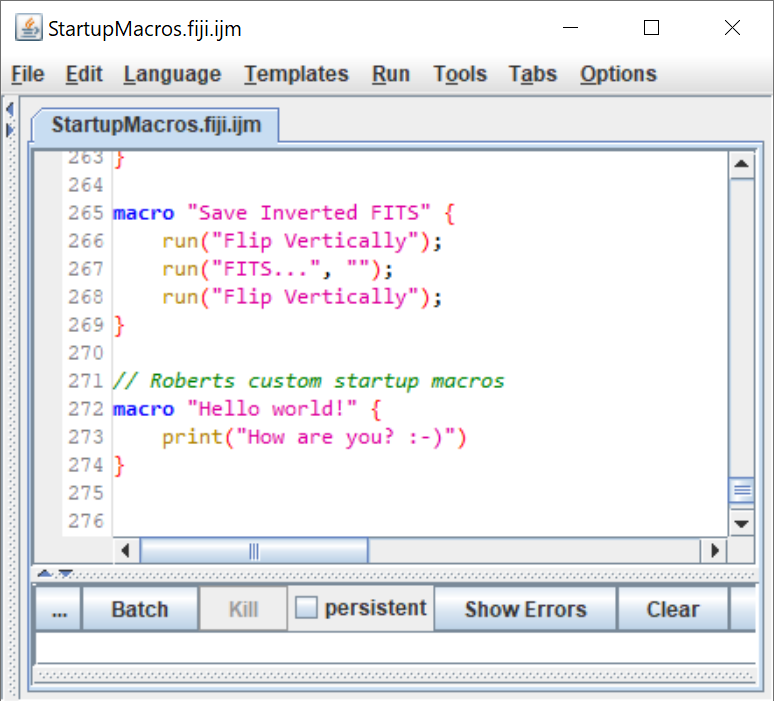 StartupMacros.fiji.ijm
File Edit Language Templates Run Tools Tabs Options
StartupMacros.fiji.ijm
263 }
264
265 macro "Save Inverted FITS" {
266     run("Flip Vertically");
267     run("FITS...", "");
268     run("Flip Vertically");
269 }
270
271 // Roberts custom startup macros
272 macro "Hello world!" {
273     print("How are you? :-)")
274 }
275
276
... Batch Kill persistent Show Errors Clear